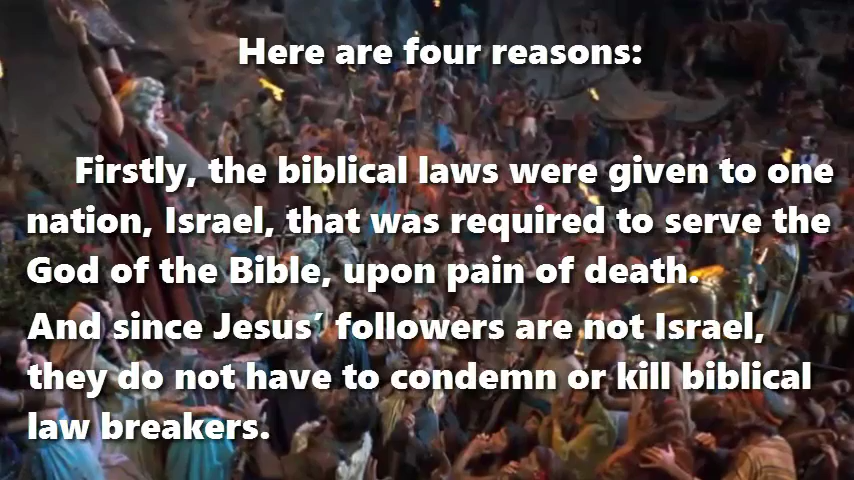 Here are four reasons:
Firstly, the biblical laws were given to one
nation, Israel, that was required to serve the
God of the Bible, upon pain of death.
And since Jesus’ followers are not Israel,
they do not have to condemn or kill biblical
law breakers.